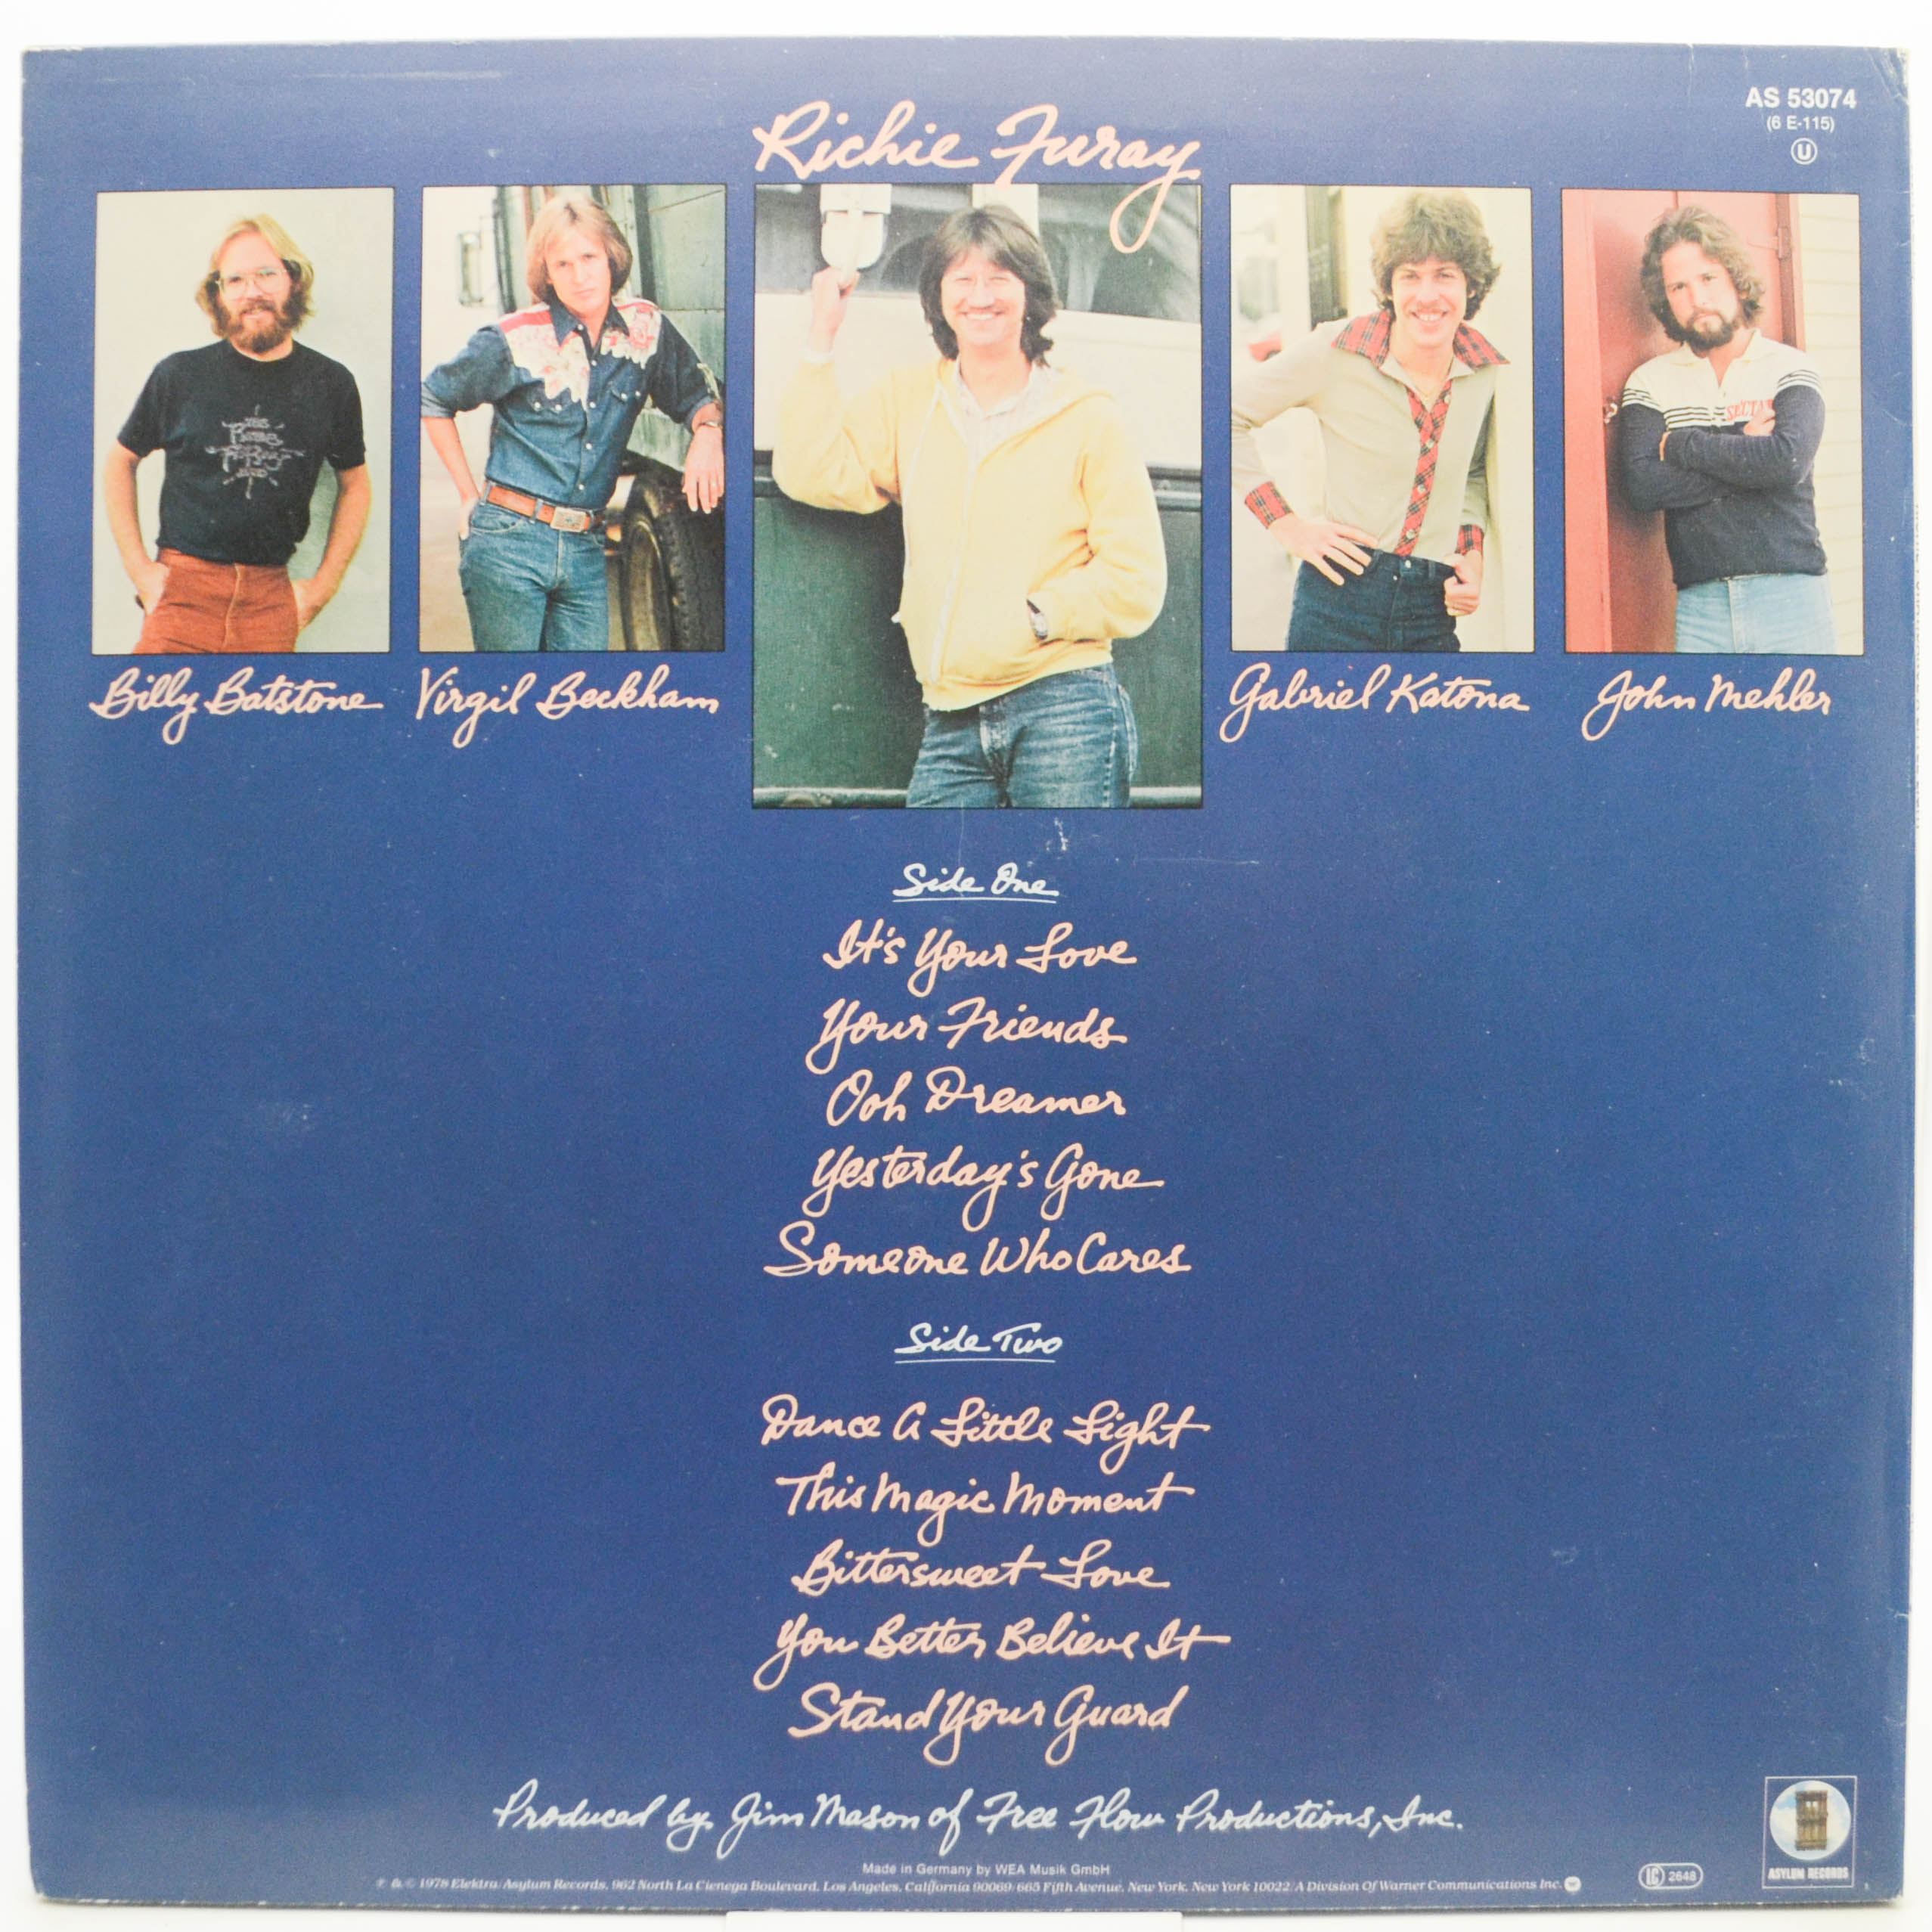 AS 53074
(6 E-115)
U
Richie Furay
Billy Batstone
Virgil Beckham
Gabriel Katona
John Mehler
Side One
It's Your Love
Your Friends
Ooh Dreamer
Yesterday's Gone
Someone Who Cares
Side Two
Dance A Little Light
This Magic Moment
Bittersweet Love
You Better Believe It
Stand Your Guard
Produced by Jim Mason of Free Flow Productions, Inc.
Made in Germany by WEA Musik GmbH
℗ & © 1978 Elektra/Asylum Records, 962 North La Cienega Boulevard, Los Angeles, California 90069/665 Fifth Avenue, New York, New York 10022/A Division Of Warner Communications Inc.
LC 2648
ASYLUM RECORDS